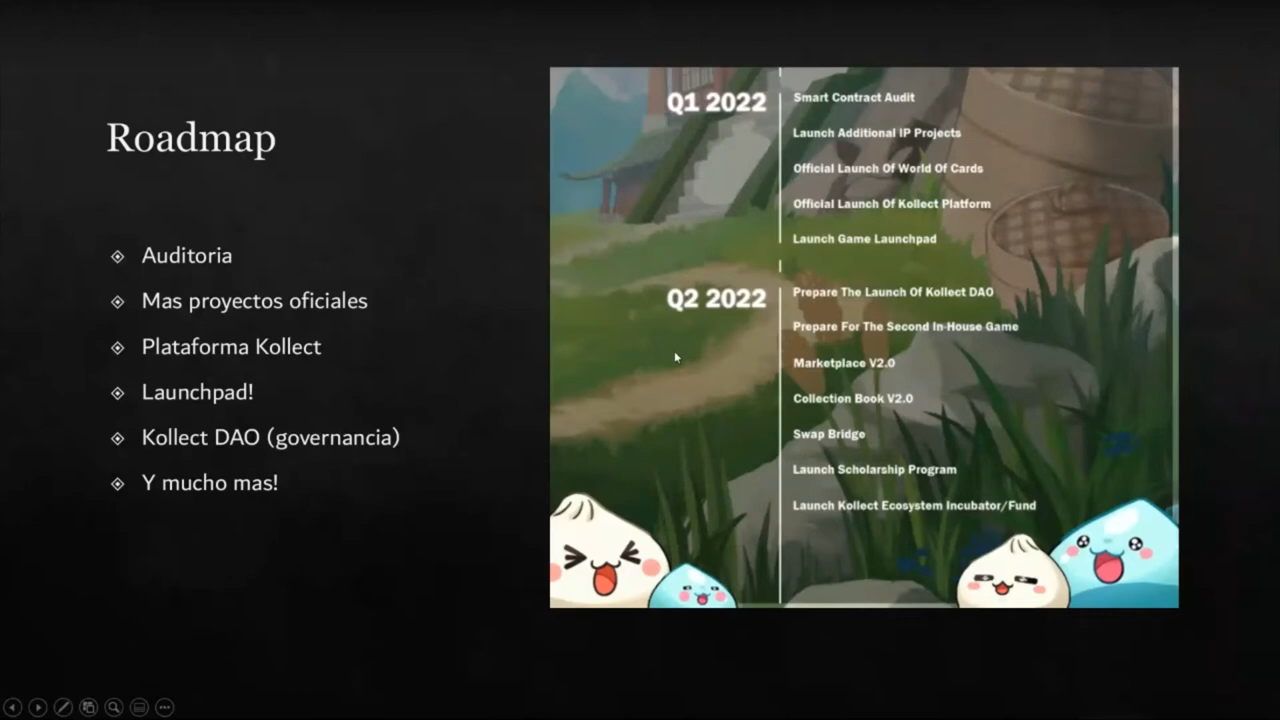 Roadmap
Auditoria
Mas proyectos oficiales
Plataforma Kollect
Launchpad!
Kollect DAO (governancia)
Y mucho mas!
Q1 2022
Smart Contract Audit
Launch Additional IP Projects
Official Launch Of World Of Cards
Official Launch Of Kollect Platform
Launch Game Launchpad
Q2 2022
Prepare The Launch Of Kollect DAO
Prepare For The Second In-House Game
Marketplace V2.0
Collection Book V2.0
Swap Bridge
Launch Scholarship Program
Launch Kollect Ecosystem Incubator/Fund